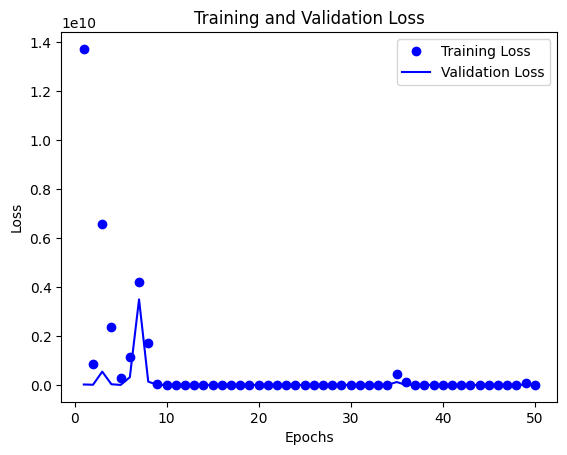 Training and Validation Loss
1e10
1.4
1.2
1.0
0.8
0.6
0.4
0.2
0.0
Loss
Training Loss
Validation Loss
0 10 20 30 40 50
Epochs